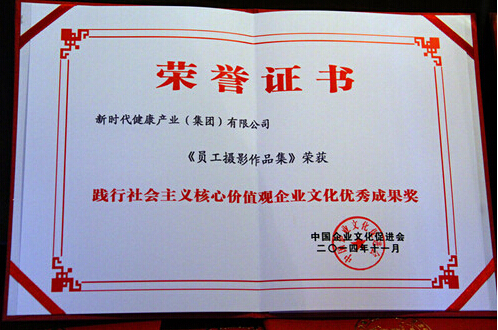 荣誉证书
新时代健康产业（集团）有限公司
《员工摄影作品集》荣获
践行社会主义核心价值观企业文化优秀成果奖
中国企业文化促进会
二〇一四年十一月